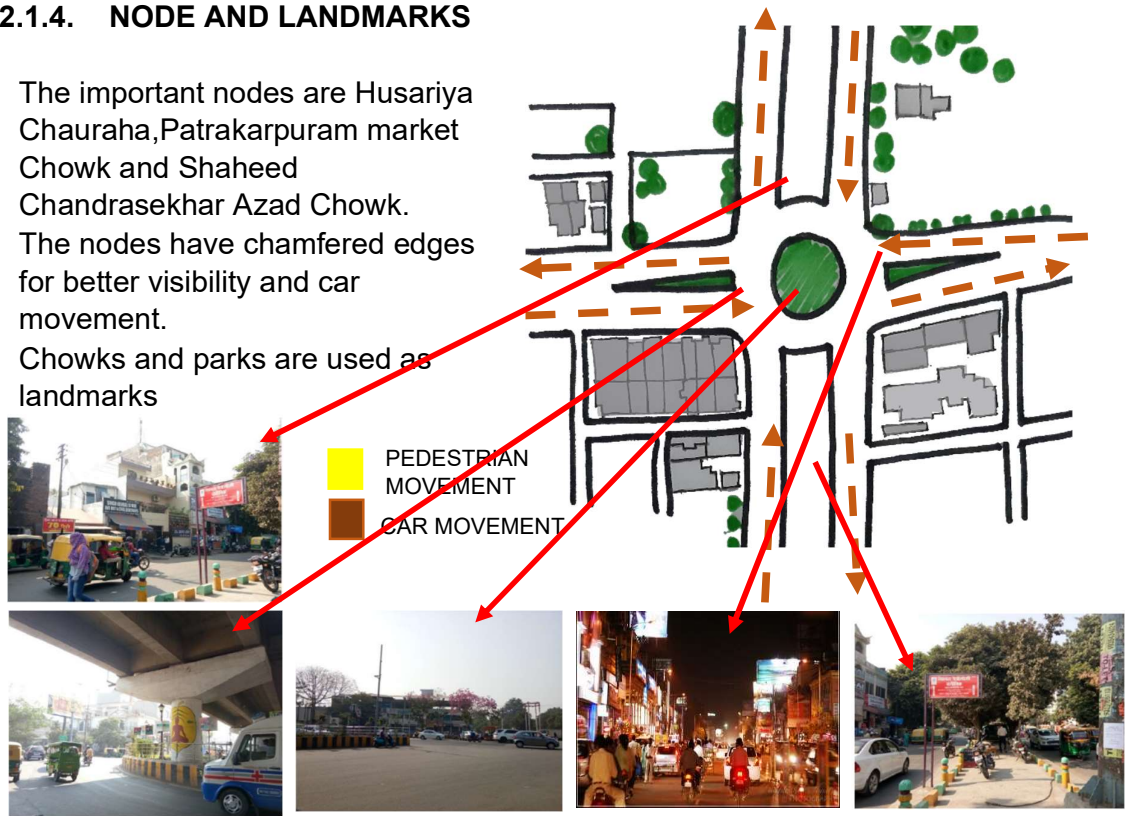 2.1.4. NODE AND LANDMARKS
The important nodes are Husariya
Chauraha,Patrakarpuram market
Chowk and Shaheed
Chandrasekhar Azad Chowk.
The nodes have chamfered edges
for better visibility and car
movement.
Chowks and parks are used as
landmarks
PEDESTRIAN
MOVEMENT
CAR MOVEMENT